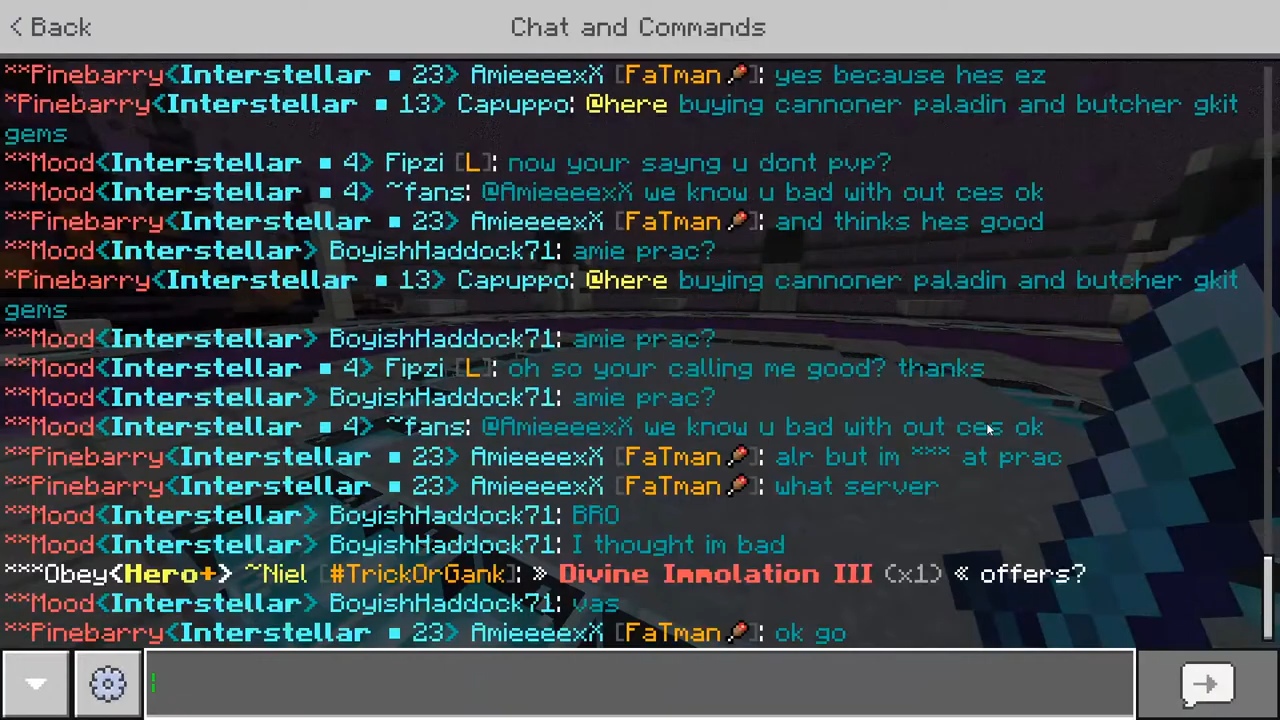 < Back
Chat and Commands
**Pinebarry<Interstellar ▪ 23> AmieeeexX [FaTman]: yes because hes ez
*Pinebarry<Interstellar ▪ 13> Capuppo: @here buying cannoner paladin and butcher gkit
gems
**Mood<Interstellar ▪ 4> Fipzi [L]: now your sayng u dont pvp?
**Mood<Interstellar ▪ 4> ~fans: @AmieeeexX we know u bad with out ces ok
**Pinebarry<Interstellar ▪ 23> AmieeeexX [FaTman]: and thinks hes good
**Mood<Interstellar> BoyishHaddock71: amie prac?
*Pinebarry<Interstellar ▪ 13> Capuppo: @here buying cannoner paladin and butcher gkit
gems
**Mood<Interstellar> BoyishHaddock71: amie prac?
**Mood<Interstellar ▪ 4> Fipzi [L]: oh so your calling me good? thanks
**Mood<Interstellar> BoyishHaddock71: amie prac?
**Mood<Interstellar ▪ 4> ~fans: @AmieeeexX we know u bad with out ces ok
**Pinebarry<Interstellar ▪ 23> AmieeeexX [FaTman]: alr but im *** at prac
**Pinebarry<Interstellar ▪ 23> AmieeeexX [FaTman]: what server
**Mood<Interstellar> BoyishHaddock71: BRO
**Mood<Interstellar> BoyishHaddock71: I thought im bad
***Obey<Hero+> ~Niel [#TrickOrGank]: » Divine Immolation III (x1) « offers?
**Mood<Interstellar> BoyishHaddock71: vas
**Pinebarry<Interstellar ▪ 23> AmieeeexX [FaTman]: ok go